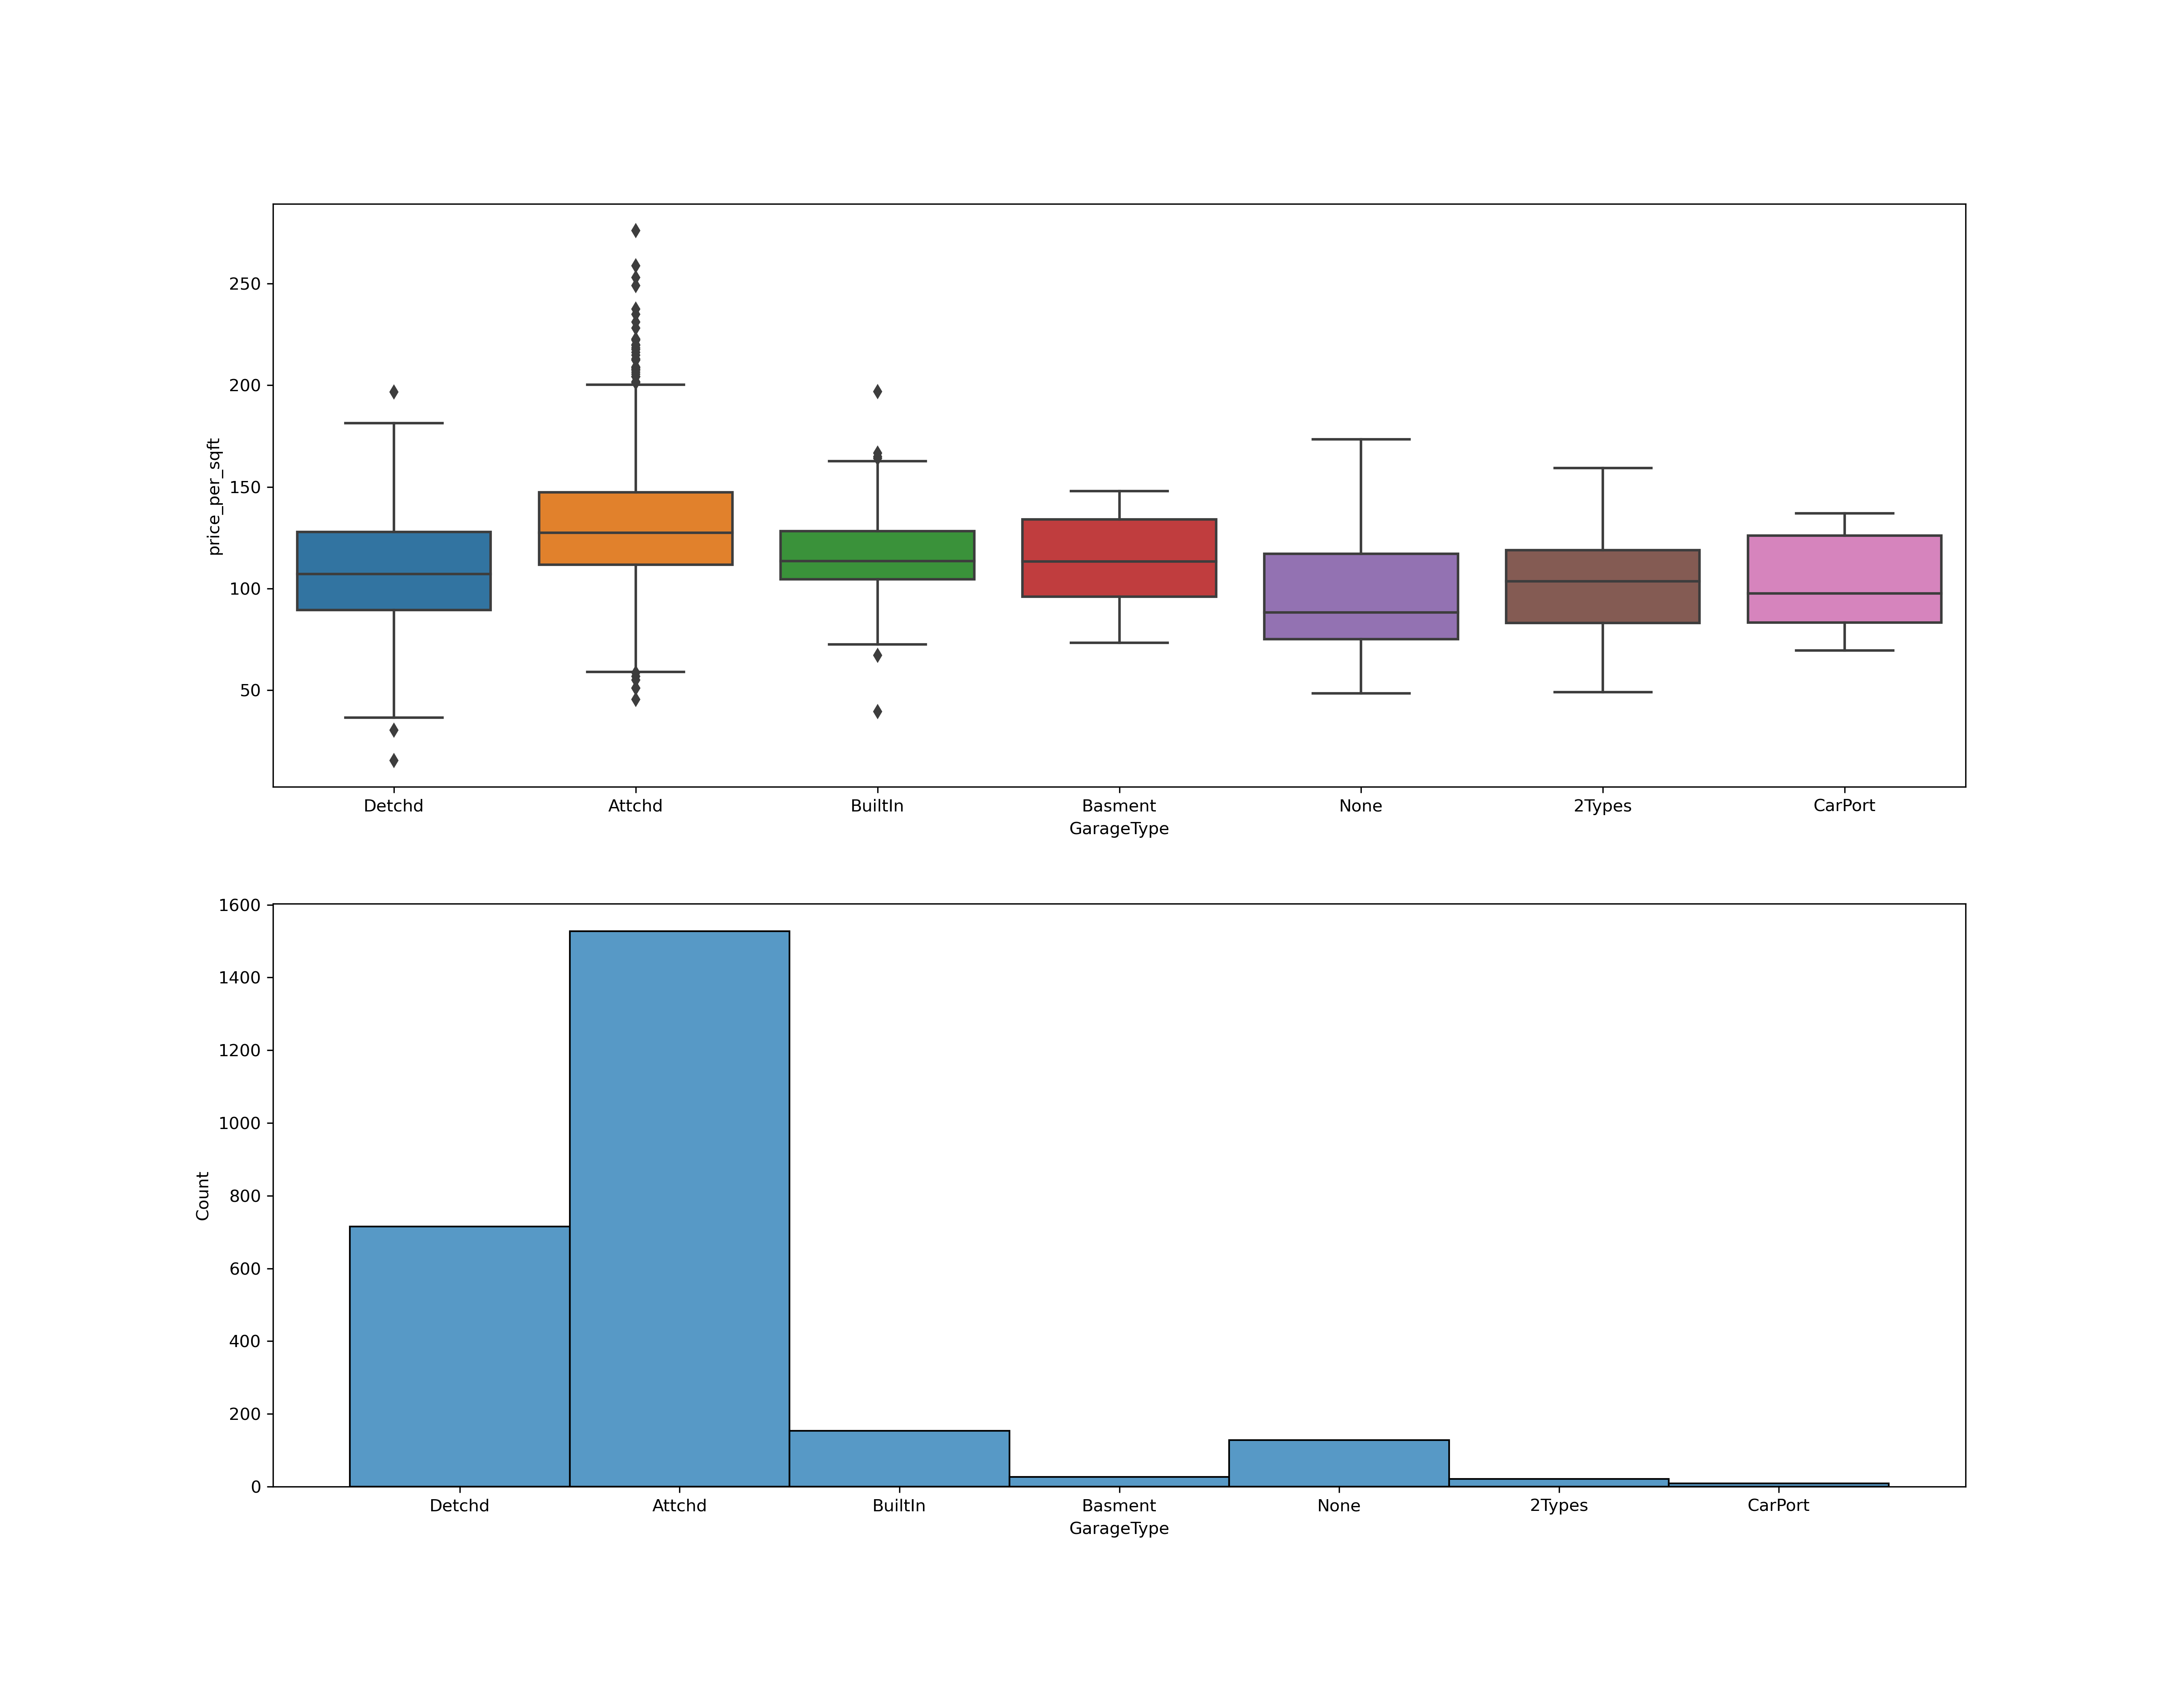 250
200
150
100
50
price_per_sqft
Detchd Attchd BuiltIn Basment None 2Types CarPort
GarageType
1600
1400
1200
1000
800
600
400
200
0
Count
Detchd Attchd BuiltIn Basment None 2Types CarPort
GarageType